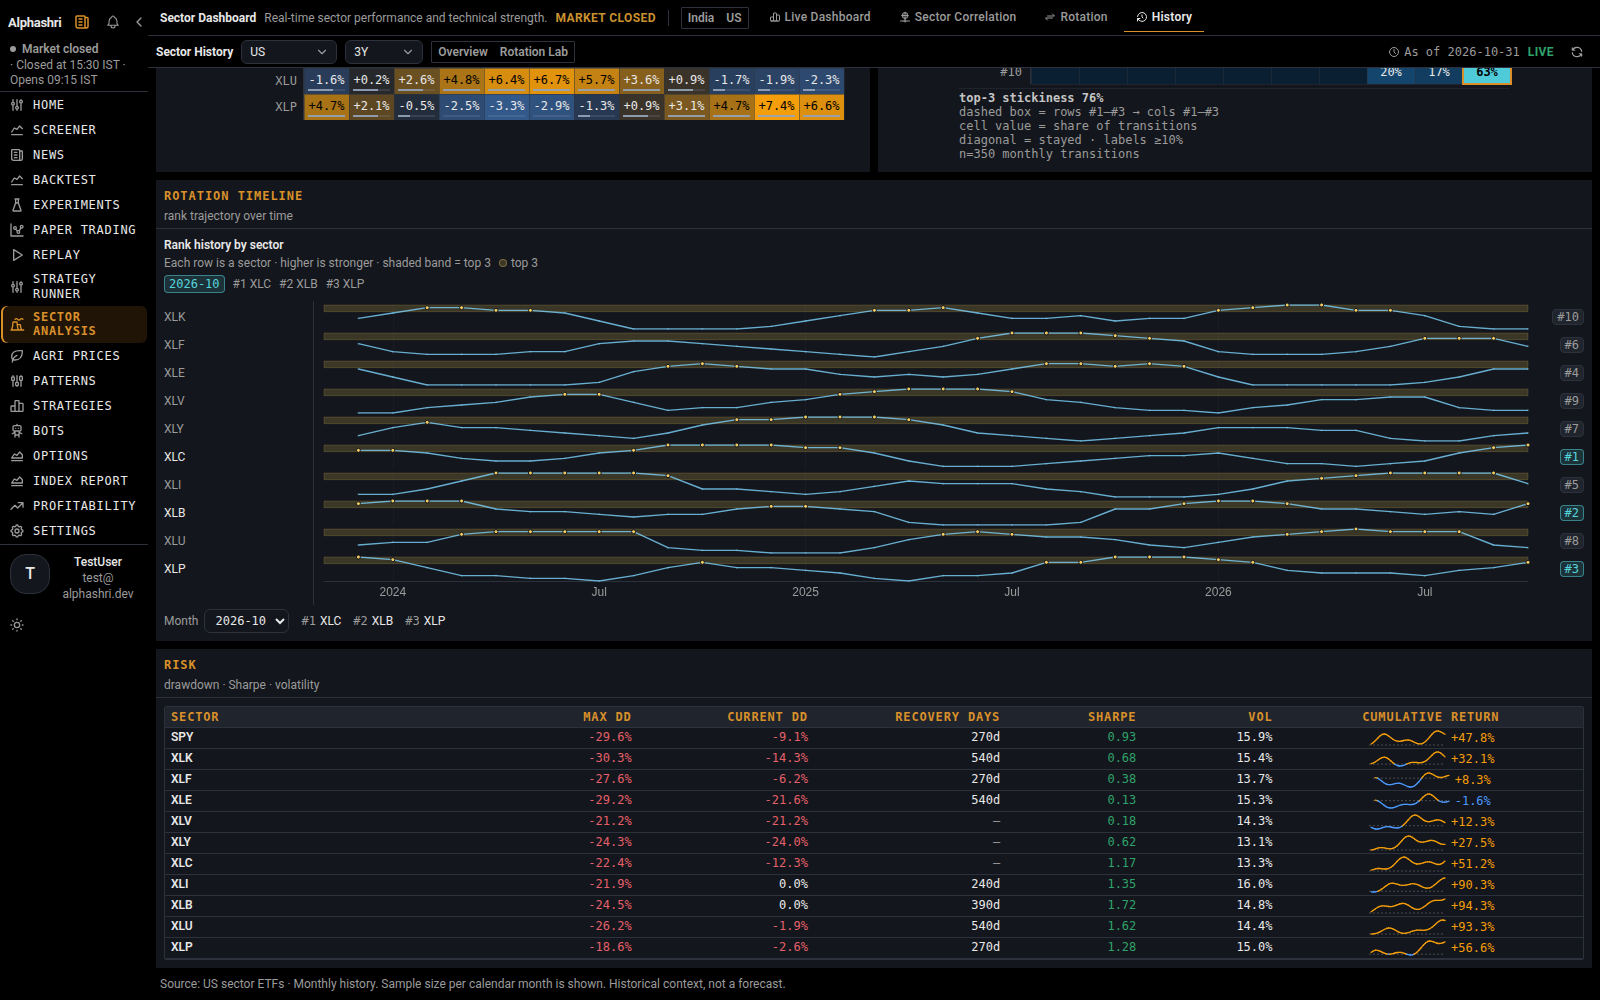 Alphashri
Sector Dashboard Real-time sector performance and technical strength. MARKET CLOSED India US Live Dashboard Sector Correlation Rotation History
Market closed
· Closed at 15:30 IST ·
Opens 09:15 IST
Sector History US 3Y Overview Rotation Lab As of 2026-10-31 LIVE
HOME
SCREENER
NEWS
BACKTEST
EXPERIMENTS
PAPER TRADING
REPLAY
STRATEGY
RUNNER
SECTOR
ANALYSIS
AGRI PRICES
PATTERNS
STRATEGIES
BOTS
OPTIONS
INDEX REPORT
PROFITABILITY
SETTINGS
T
TestUser
test@
alphashri.dev
XLU -1.6% +0.2% +2.6% +4.8% +6.4% +6.7% +5.7% +3.6% +0.9% -1.7% -1.9% -2.3%
XLP +4.7% +2.1% -0.5% -2.5% -3.3% -2.9% -1.3% +0.9% +3.1% +4.7% +7.4% +6.6%
#10 20% 17% 63%
top-3 stickiness 76%
dashed box = rows #1–#3 → cols #1–#3
cell value = share of transitions
diagonal = stayed · labels ≥10%
n=350 monthly transitions
ROTATION TIMELINE
rank trajectory over time
Rank history by sector
Each row is a sector · higher is stronger · shaded band = top 3 top 3
2026-10 #1 XLC #2 XLB #3 XLP
XLK #10
XLF #6
XLE #4
XLV #9
XLY #7
XLC #1
XLI #5
XLB #2
XLU #8
XLP #3
2024 Jul 2025 Jul 2026 Jul
Month 2026-10 #1 XLC #2 XLB #3 XLP
RISK
drawdown · Sharpe · volatility
SECTOR MAX DD CURRENT DD RECOVERY DAYS SHARPE VOL CUMULATIVE RETURN
SPY -29.6% -9.1% 270d 0.93 15.9% +47.8%
XLK -30.3% -14.3% 540d 0.68 15.4% +32.1%
XLF -27.6% -6.2% 270d 0.38 13.7% +8.3%
XLE -29.2% -21.6% 540d 0.13 15.3% -1.6%
XLV -21.2% -21.2% — 0.18 14.3% +12.3%
XLY -24.3% -24.0% — 0.62 13.1% +27.5%
XLC -22.4% -12.3% — 1.17 13.3% +51.2%
XLI -21.9% 0.0% 240d 1.35 16.0% +90.3%
XLB -24.5% 0.0% 390d 1.72 14.8% +94.3%
XLU -26.2% -1.9% 540d 1.62 14.4% +93.3%
XLP -18.6% -2.6% 270d 1.28 15.0% +56.6%
Source: US sector ETFs · Monthly history. Sample size per calendar month is shown. Historical context, not a forecast.